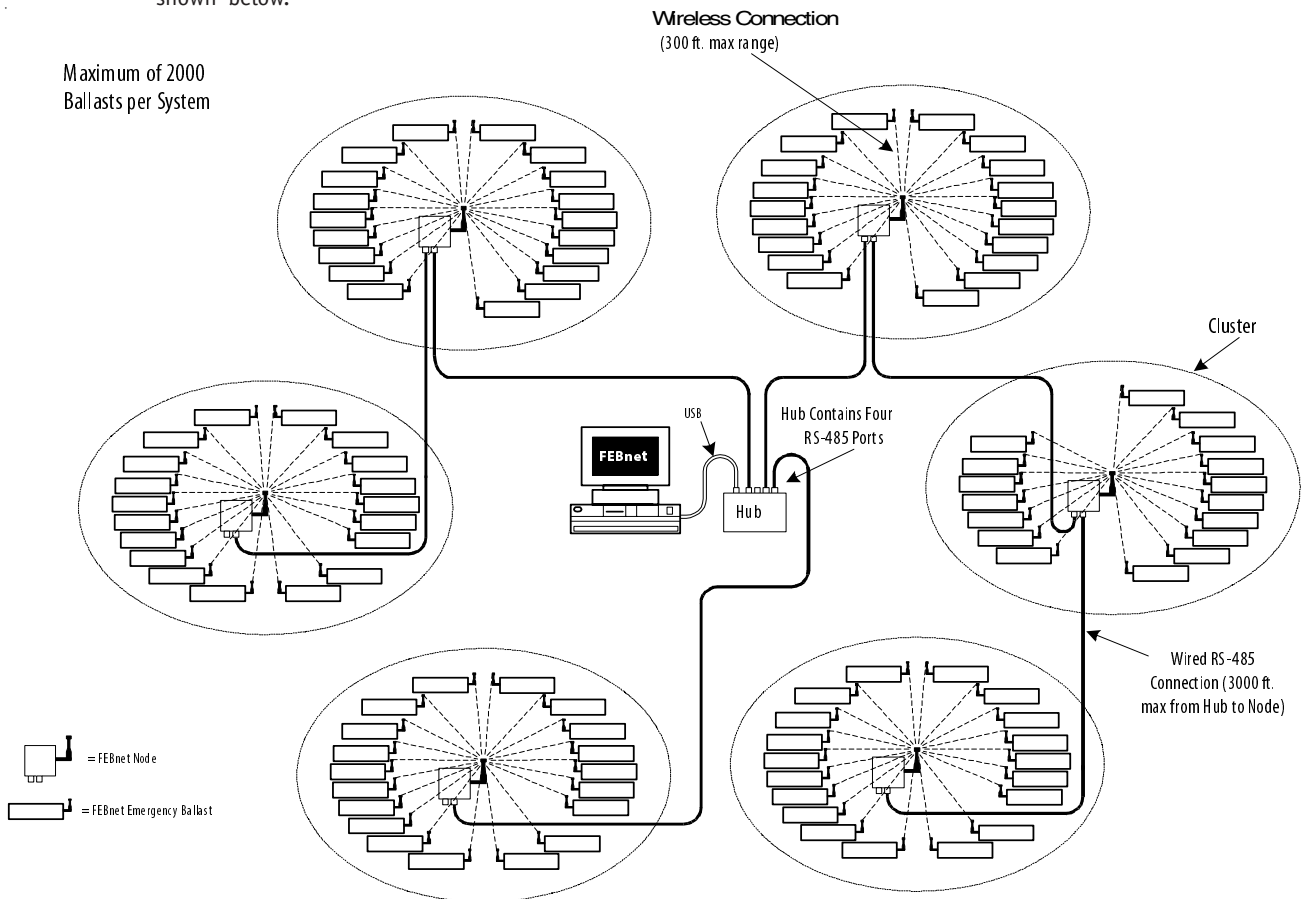 shown below.
Wireless Connection
(300 ft. max range)
Maximum of 2000
Ballasts per System
Cluster
USB
Hub Contains Four
RS-485 Ports
FEBnet
Hub
Wired RS-485
Connection (3000 ft.
max from Hub to Node)
= FEBnet Node
= FEBnet Emergency Ballast